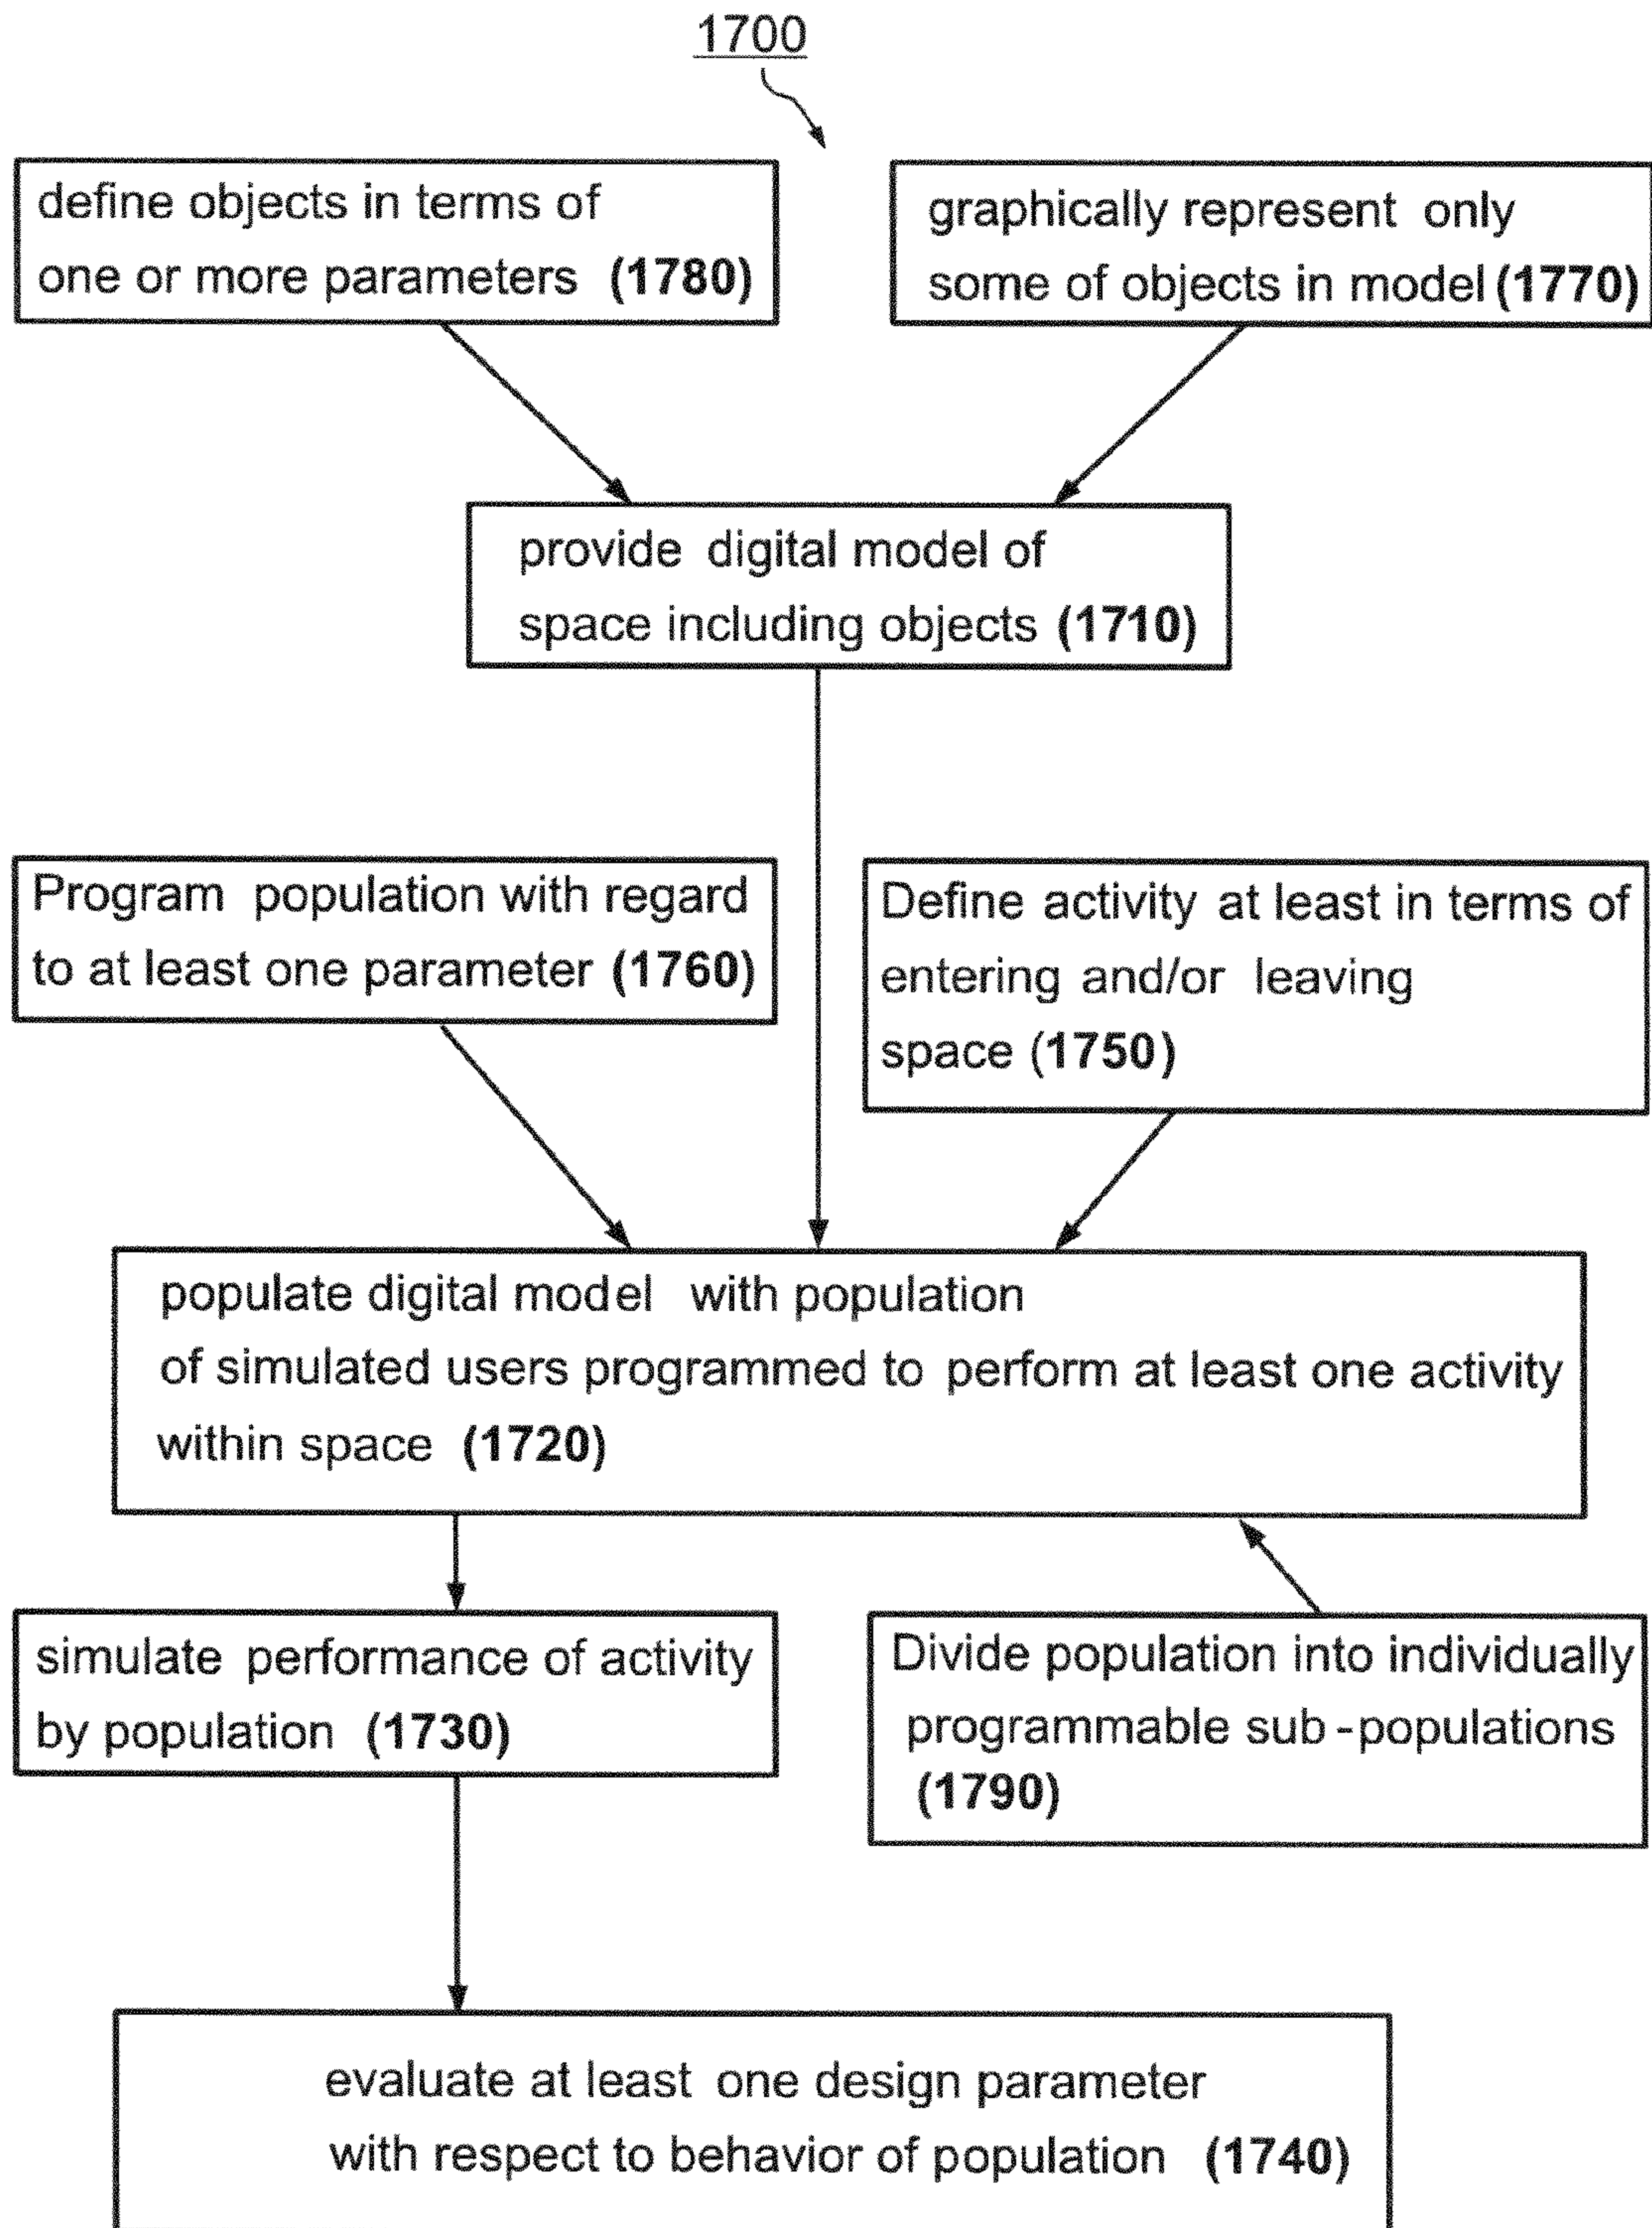 1700
define objects in terms of
one or more parameters (1780)
graphically represent only
some of objects in model (1770)
provide digital model of
space including objects (1710)
Program population with regard
to at least one parameter (1760)
Define activity at least in terms of
entering and/or leaving
space (1750)
populate digital model with population
of simulated users programmed to perform at least one activity
within space (1720)
simulate performance of activity
by population (1730)
Divide population into individually
programmable sub-populations
(1790)
evaluate at least one design parameter
with respect to behavior of population (1740)